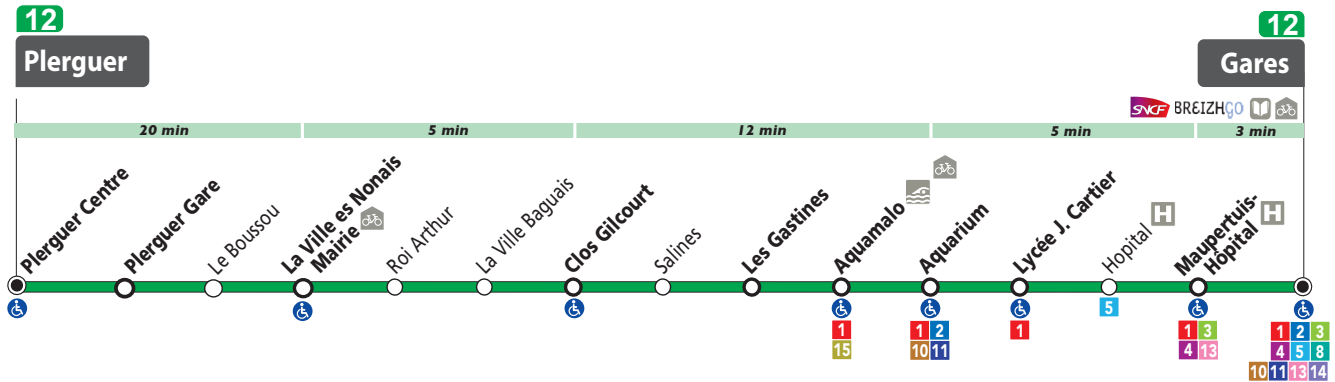 12
Plerguer
12
Gares
SNCF BREIZHGO
20 min
5 min
12 min
5 min
3 min
Plerguer Centre
Plerguer Gare
Le Boussou
La Ville es Nonais
Mairie
Roi Arthur
La Ville Baguais
Clos Gilcourt
Salines
Les Gastines
Aquamalo
Aquarium
Lycée J. Cartier
Hopital
H
Maupertuis-
Hôpital
H
1
15
1 2
10 11
1
5
1 3
4 13
1 2 3
4 5 8
10 11 13 14